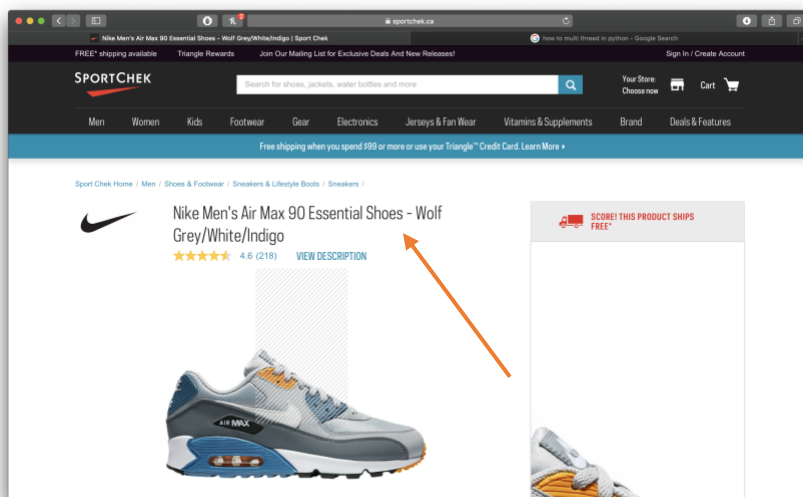 sportchek.ca
Nike Men's Air Max 90 Essential Shoes - Wolf Grey/White/Indigo | Sport Chek
how to multi thread in python - Google Search
FREE* shipping available
Triangle Rewards
Join Our Mailing List for Exclusive Deals And New Releases!
Sign In / Create Account
SPORTCHEK
Search for shoes, jackets, water bottles and more
Your Store:
Choose now
Cart
Men Women Kids Footwear Gear Electronics Jerseys & Fan Wear Vitamins & Supplements Brand Deals & Features
Free shipping when you spend $99 or more or use your Triangle™ Credit Card. Learn More
Sport Chek Home / Men / Shoes & Footwear / Sneakers & Lifestyle Boots / Sneakers /
Nike Men's Air Max 90 Essential Shoes - Wolf
Grey/White/Indigo
4.6 (218) VIEW DESCRIPTION
SCORE! THIS PRODUCT SHIPS
FREE*
AIR MAX